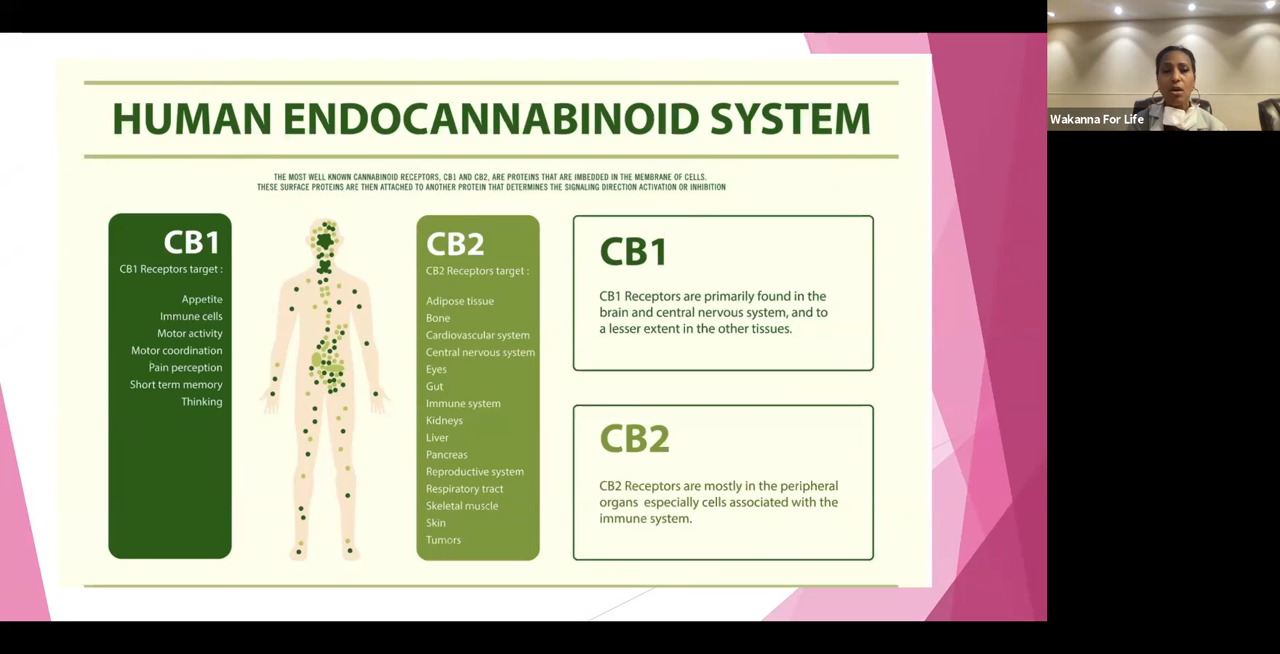 HUMAN ENDOCANNABINOID SYSTEM
THE MOST WELL KNOWN CANNABINOID RECEPTORS, CB1 AND CB2, ARE PROTEINS THAT ARE IMBEDDED IN THE MEMBRANE OF CELLS.
THESE SURFACE PROTEINS ARE THEN ATTACHED TO ANOTHER PROTEIN THAT DETERMINES THE SIGNALING DIRECTION ACTIVATION OR INHIBITION
CB1
CB1 Receptors target :
Appetite
Immune cells
Motor activity
Motor coordination
Pain perception
Short term memory
Thinking
CB2
CB2 Receptors target :
Adipose tissue
Bone
Cardiovascular system
Central nervous system
Eyes
Gut
Immune system
Kidneys
Liver
Pancreas
Reproductive system
Respiratory tract
Skeletal muscle
Skin
Tumors
CB1
CB1 Receptors are primarily found in the
brain and central nervous system, and to
a lesser extent in the other tissues.
CB2
CB2 Receptors are mostly in the peripheral
organs especially cells associated with the
immune system.
Wakanna For Life